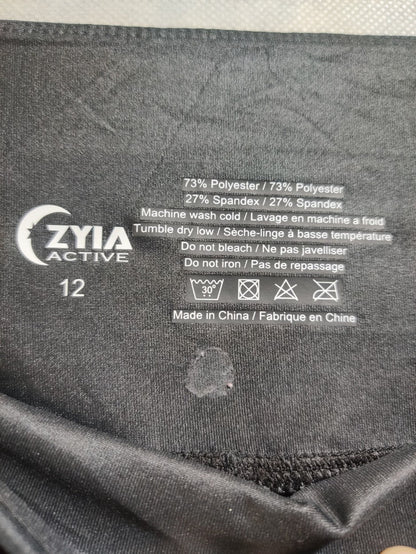 73% Polyester / 73% Polyester
27% Spandex / 27% Spandex
Machine wash cold / Lavage en machine a froid
Tumble dry low / Sèche-linge à basse température
Do not bleach / Ne pas javelliser
Do not iron / Pas de repassage
30°
Made in China / Fabrique en Chine
ZYIA
ACTIVE
12